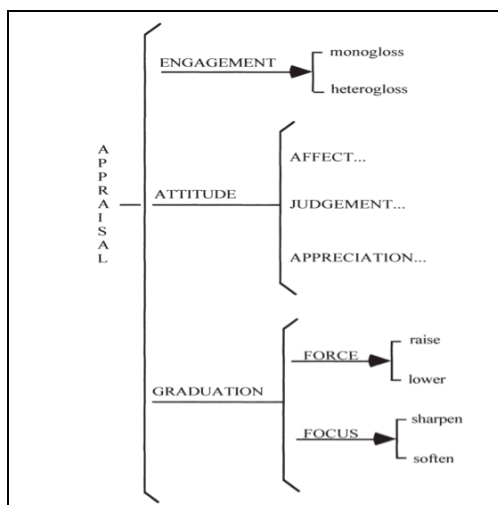 APPRAISAL
ENGAGEMENT
monogloss
heterogloss
ATTITUDE
AFFECT...
JUDGEMENT...
APPRECIATION...
GRADUATION
FORCE
raise
lower
FOCUS
sharpen
soften